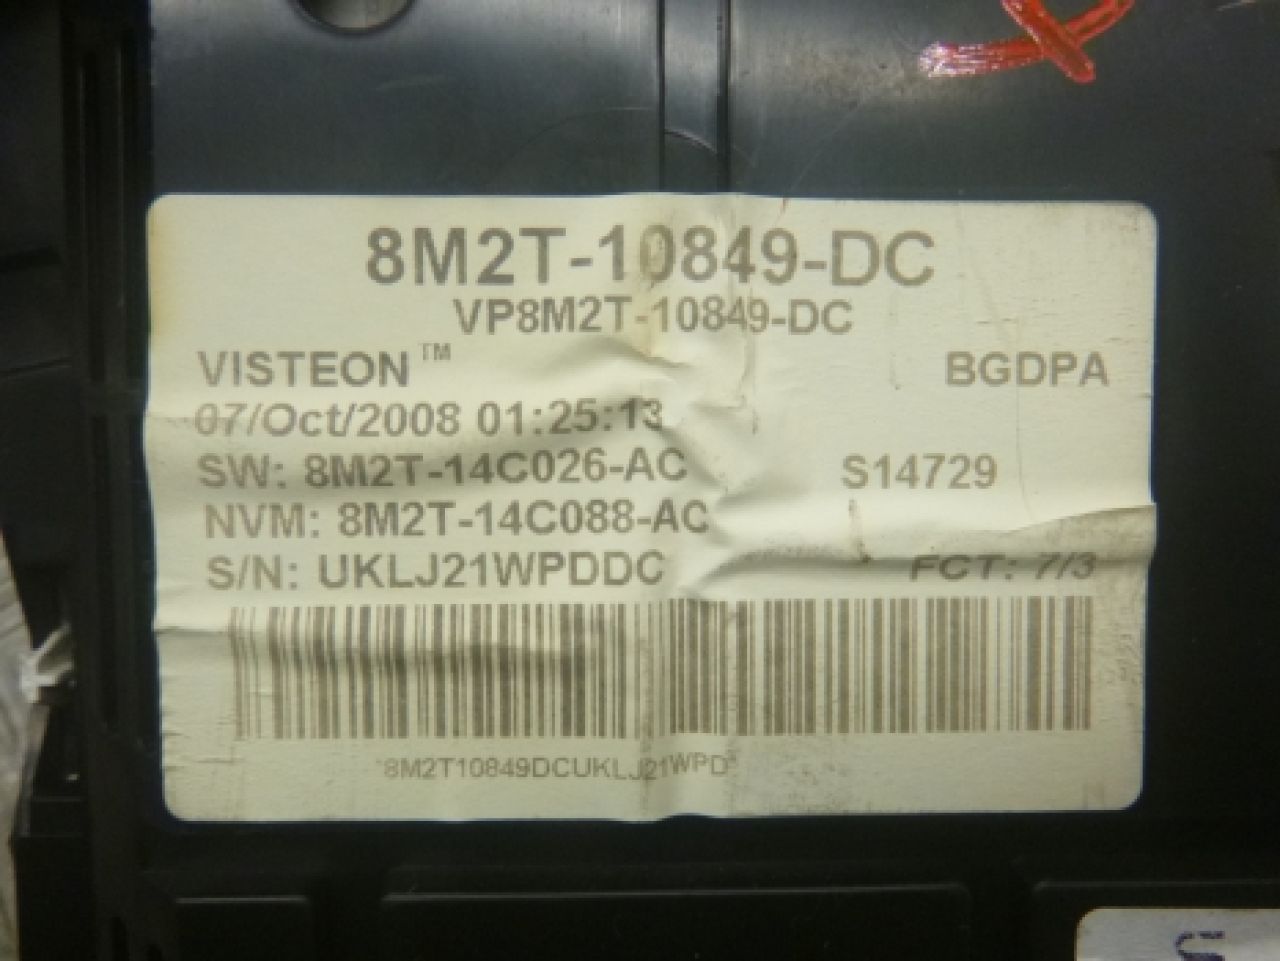 8M2T-10849-DC
VP8M2T-10849-DC
VISTEON™ BGDPA
07/Oct/2008 01:25:13
SW: 8M2T-14C026-AC S14729
NVM: 8M2T-14C088-AC
S/N: UKLJ21WPDDC FCT: 7/3
*8M2T10849DCUKLJ21WPD*